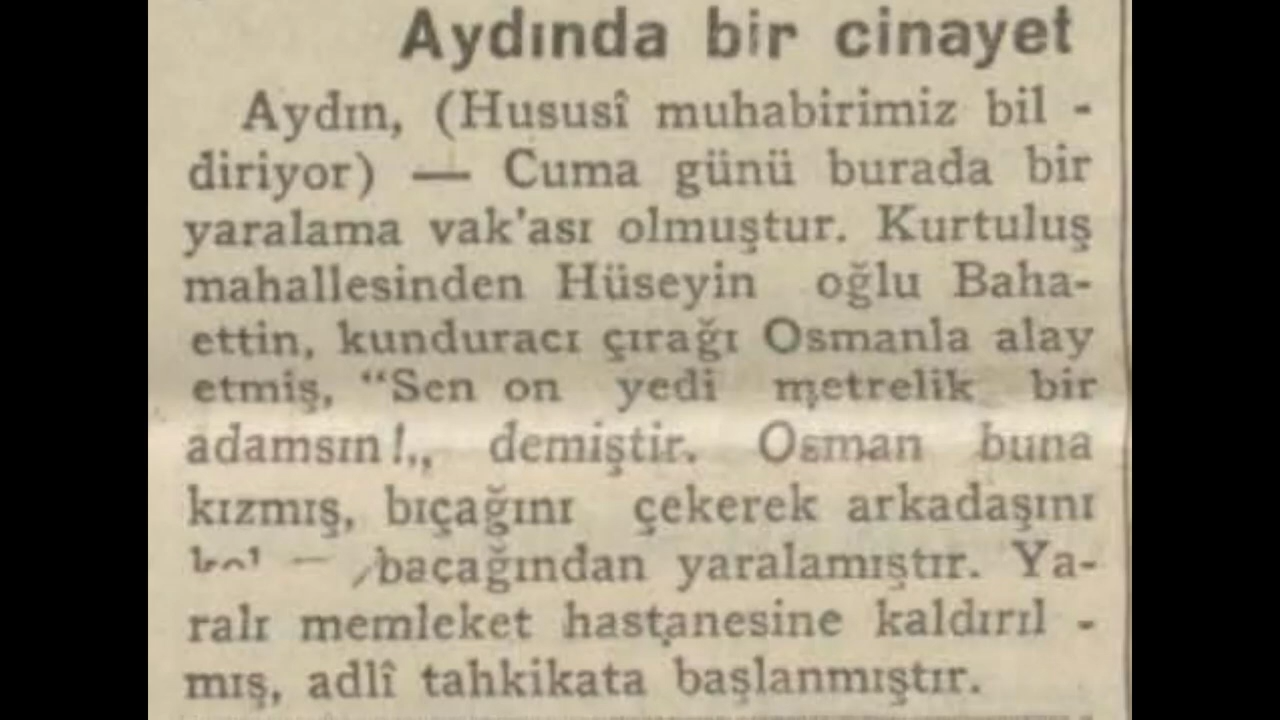 Aydında bir cinayet
Aydın, (Hususî muhabirimiz bil -
diriyor) — Cuma günü burada bir
yaralama vak'ası olmuştur. Kurtuluş
mahallesinden Hüseyin oğlu Baha-
ettin, kunduracı çırağı Osmanla alay
etmiş, “Sen on yedi metrelik bir
adamsın!„ demiştir. Osman buna
kızmış, bıçağını çekerek arkadaşını
bacağından yaralamıştır. Ya-
ralı memleket hastanesine kaldırıl -
mış, adlî tahkikata başlanmıştır.